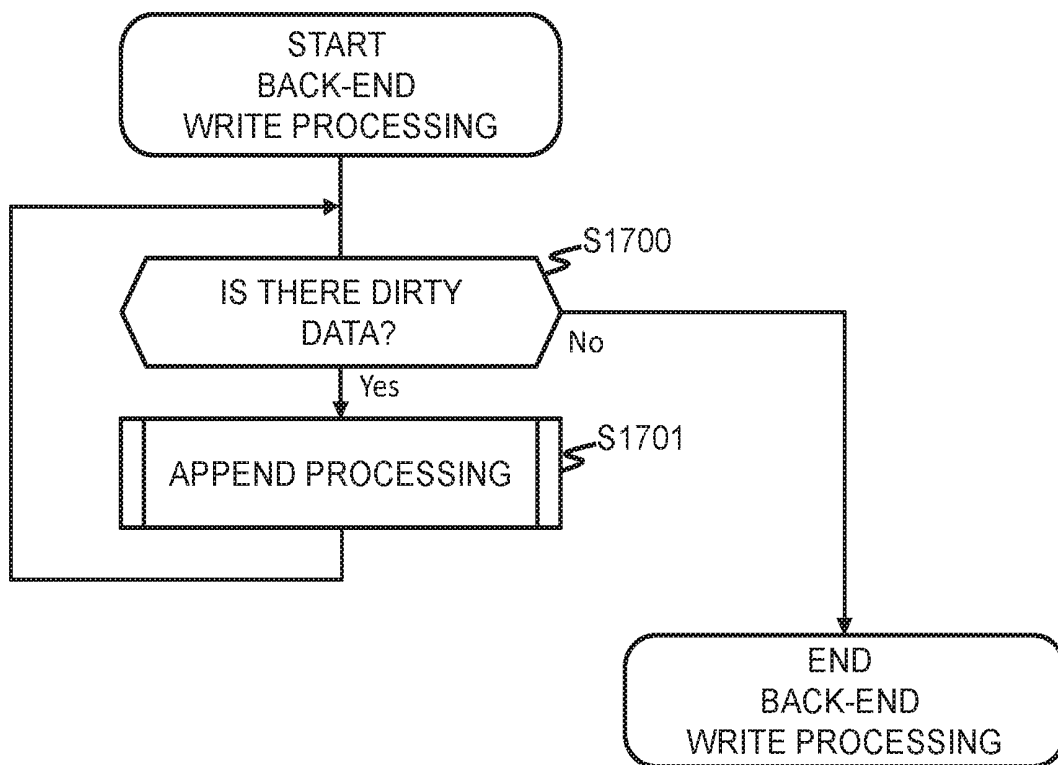 START
BACK-END
WRITE PROCESSING
S1700
IS THERE DIRTY
DATA?
No
Yes
S1701
APPEND PROCESSING
END
BACK-END
WRITE PROCESSING